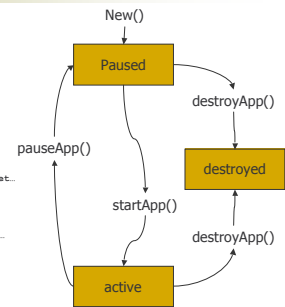 New()
Paused
destroyApp()
pauseApp()
destroyed
startApp()
destroyApp()
active